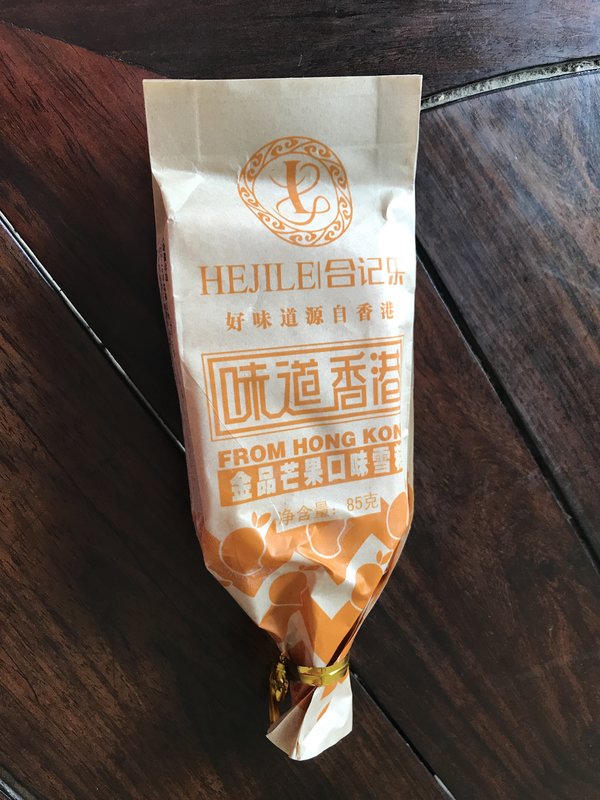 HEJILE|合记乐
好味道源自香港
味道香港
FROM HONG KON
金品芒果口味雪
净含量：85克